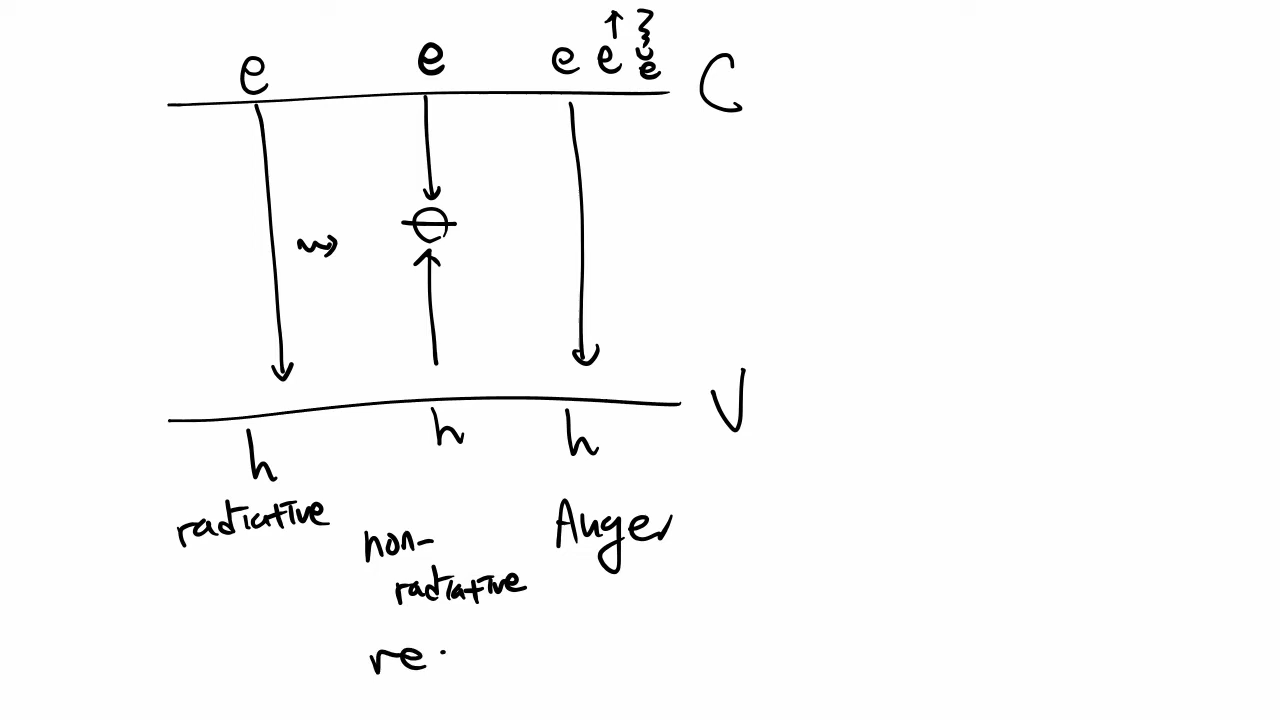 e e e e e C
V
h h h
radiative
non-
radiative
Auger
re.